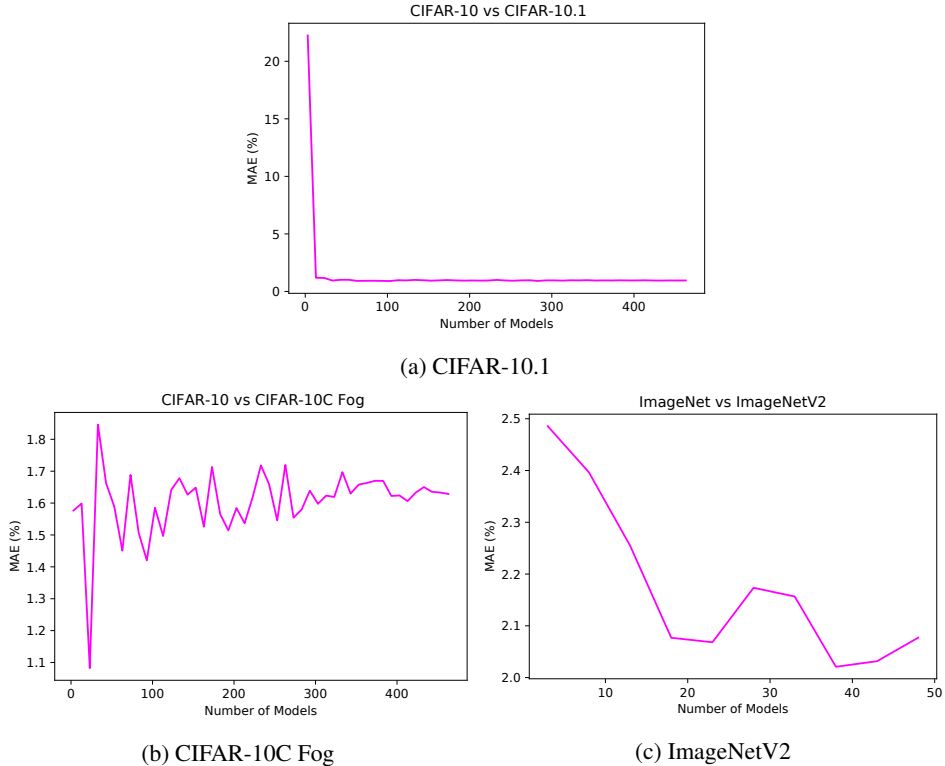 CIFAR-10 vs CIFAR-10.1
20
15
10
5
0
MAE (%)
0 100 200 300 400
Number of Models
(a) CIFAR-10.1
CIFAR-10 vs CIFAR-10C Fog
1.8
1.7
1.6
1.5
1.4
1.3
1.2
1.1
MAE (%)
0 100 200 300 400
Number of Models
(b) CIFAR-10C Fog
ImageNet vs ImageNetV2
2.5
2.4
2.3
2.2
2.1
2.0
MAE (%)
10 20 30 40 50
Number of Models
(c) ImageNetV2